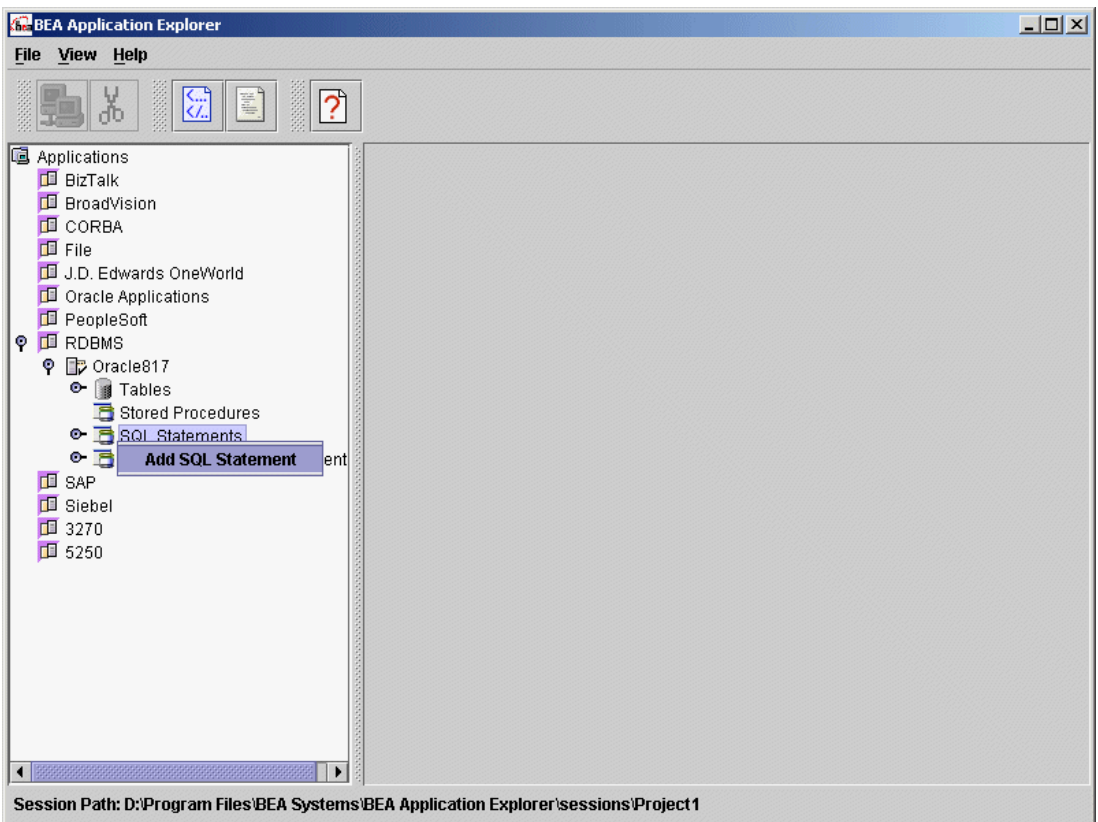 BEA Application Explorer
File View Help
Applications
BizTalk
BroadVision
CORBA
File
J.D. Edwards OneWorld
Oracle Applications
PeopleSoft
RDBMS
Oracle817
Tables
Stored Procedures
SQL Statements
Add SQL Statement ent
SAP
Siebel
3270
5250
Session Path: D:\Program Files\BEA Systems\BEA Application Explorer\sessions\Project1